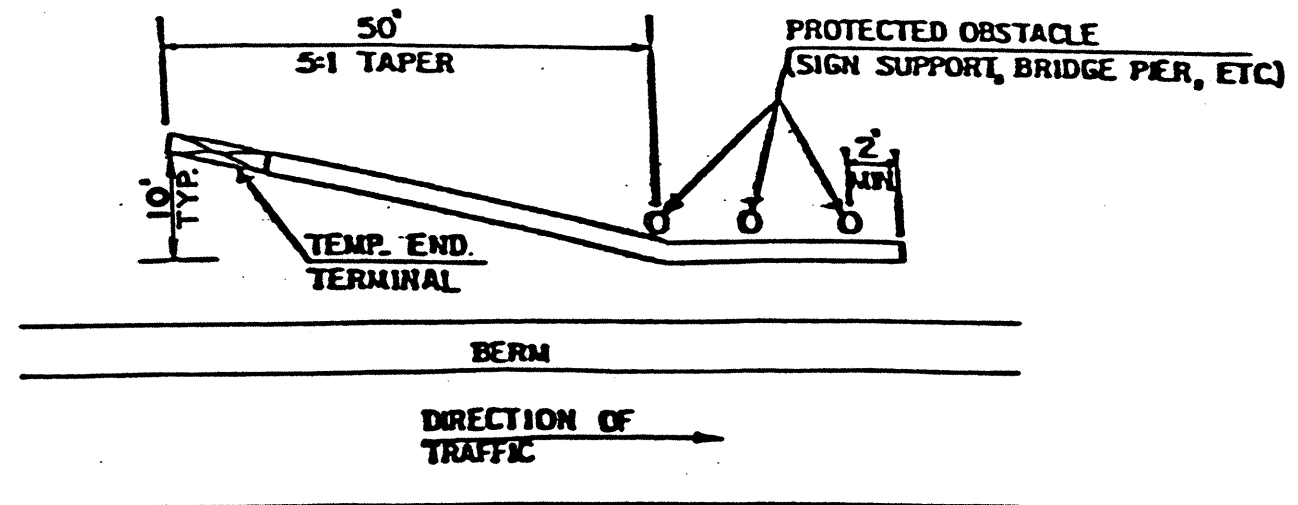 50'
5:1 TAPER
PROTECTED OBSTACLE
(SIGN SUPPORT, BRIDGE PIER, ETC)
2'
MIN
10'
TYP.
TEMP. END.
TERMINAL
BERM
DIRECTION OF
TRAFFIC